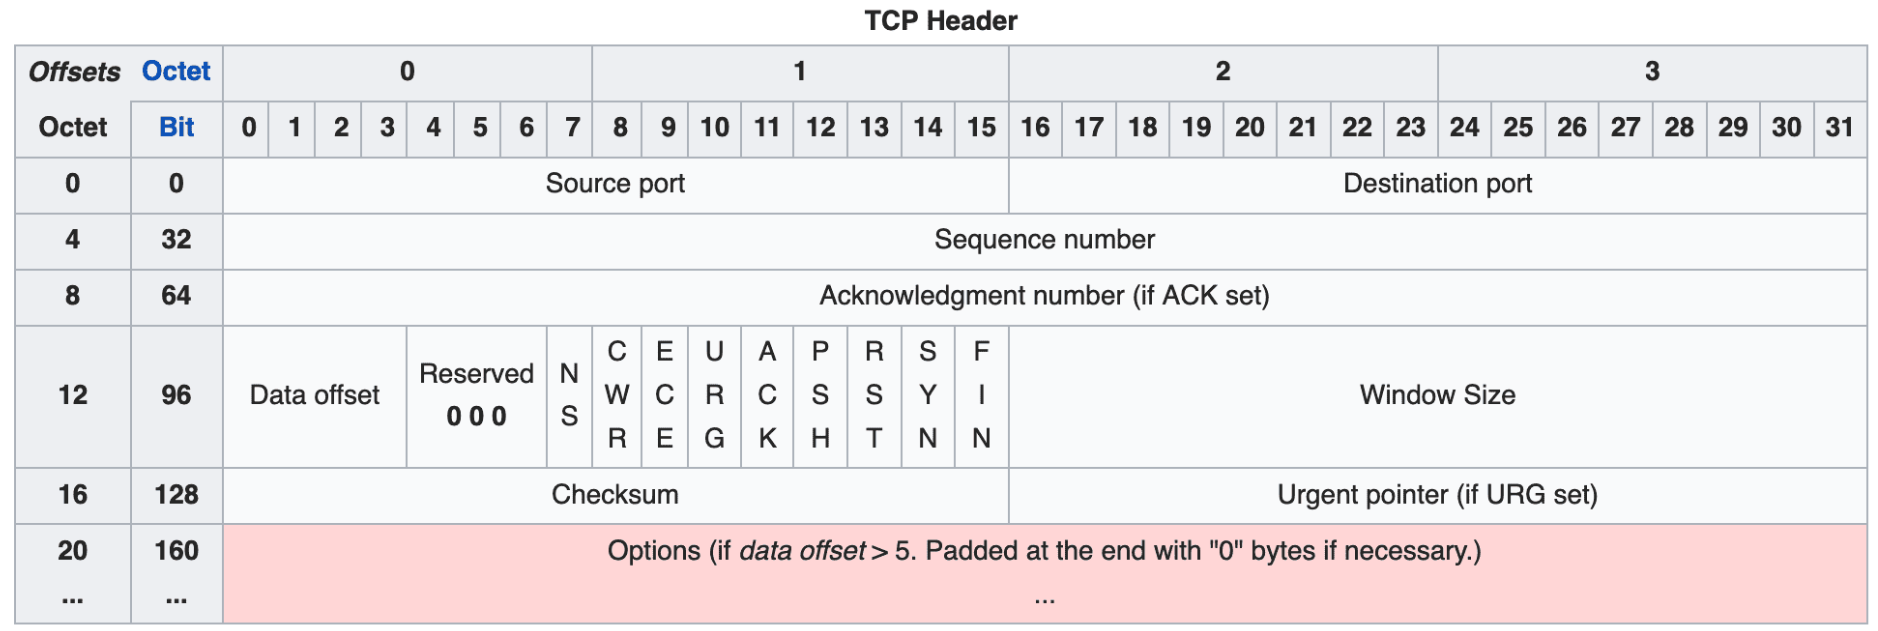 TCP Header
Offsets Octet 0 1 2 3
Octet Bit 0 1 2 3 4 5 6 7 8 9 10 11 12 13 14 15 16 17 18 19 20 21 22 23 24 25 26 27 28 29 30 31
0 0 Source port Destination port
4 32 Sequence number
8 64 Acknowledgment number (if ACK set)
12 96 Data offset Reserved 0 0 0 NS CWR ECE URG ACK PSH RST SYN FIN Window Size
16 128 Checksum Urgent pointer (if URG set)
20 160 Options (if data offset > 5. Padded at the end with "0" bytes if necessary.)
... ... ...